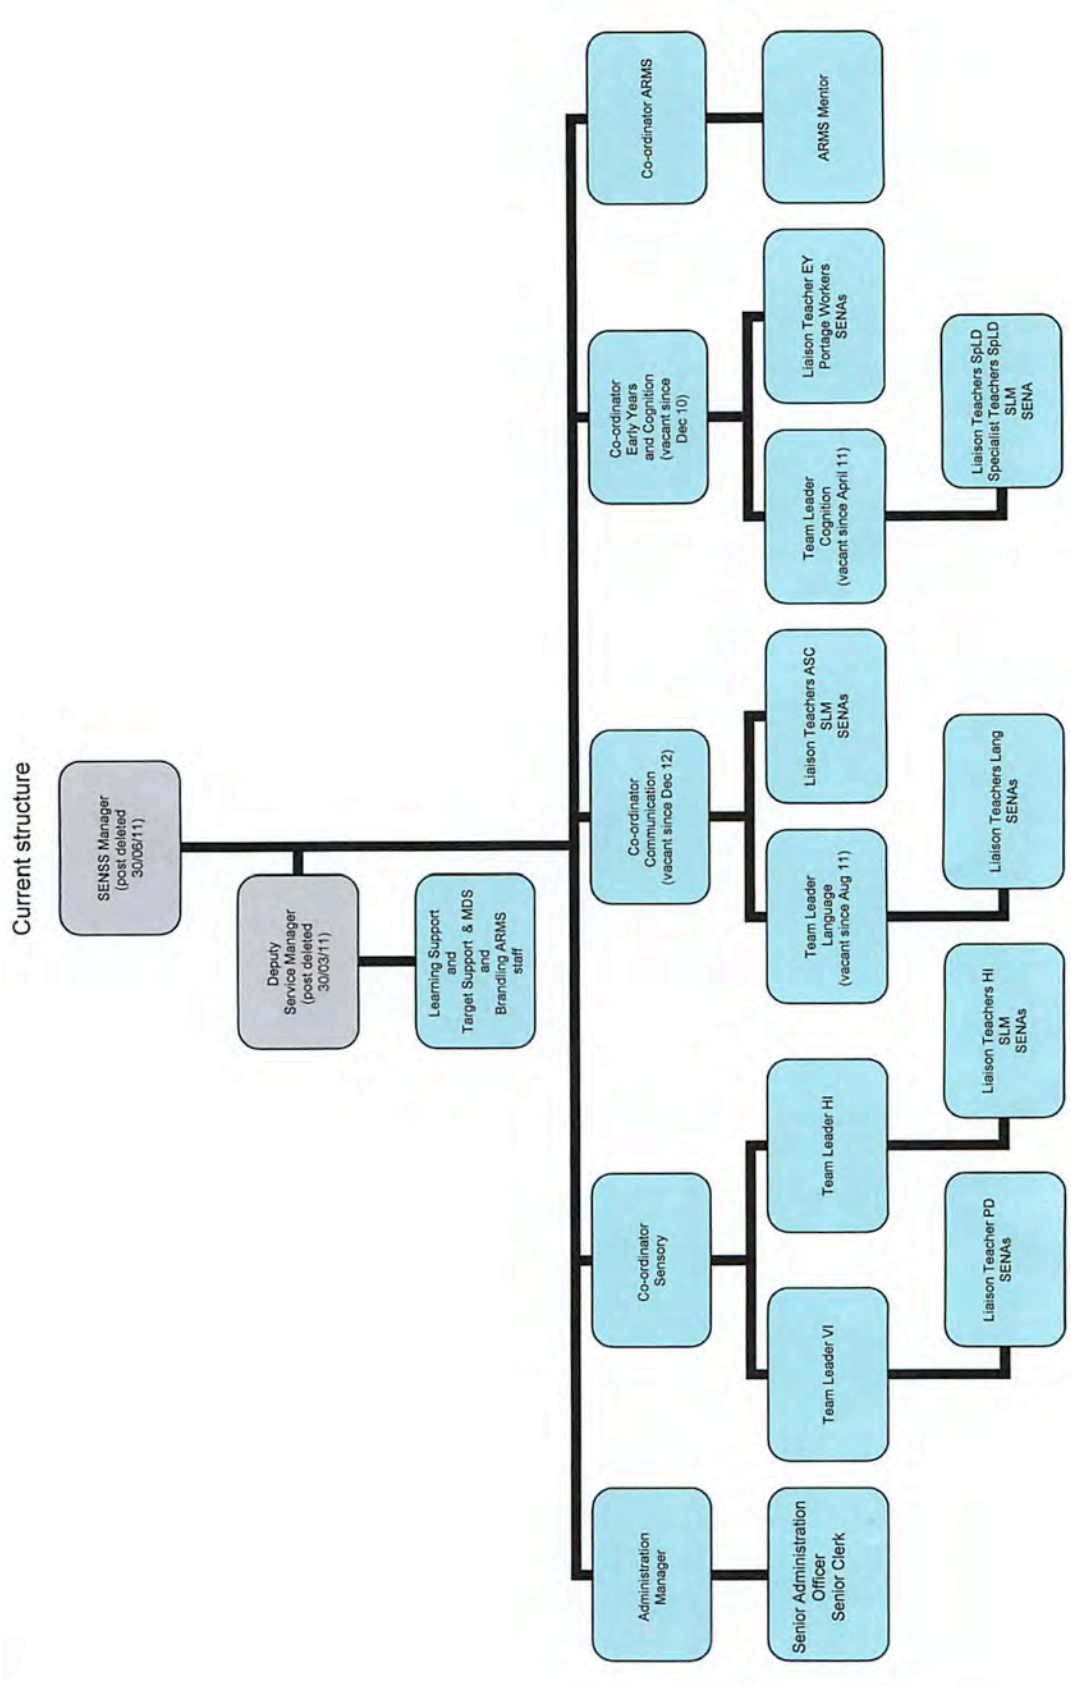 Current structure
SENSS Manager
(post deleted
30/06/11)
Deputy
Service Manager
(post deleted
30/03/11)
Learning Support
and
Target Support & MDS
and
Brandling ARMS
staff
Administration
Manager
Senior Administration
Officer
Senior Clerk
Co-ordinator
Sensory
Team Leader VI
Liaison Teacher PD
SENAs
Team Leader HI
Liaison Teachers HI
SLM
SENAs
Co-ordinator
Communication
(vacant since Dec 12)
Team Leader
Language
(vacant since Aug 11)
Liaison Teachers Lang
SENAs
Liaison Teachers ASC
SLM
SENAs
Co-ordinator
Early Years
and Cognition
(vacant since
Dec 10)
Team Leader
Cognition
(vacant since April 11)
Liaison Teachers SpLD
Specialist Teachers SpLD
SLM
SENA
Liaison Teacher EY
Portage Workers
SENAs
Co-ordinator ARMS
ARMS Mentor